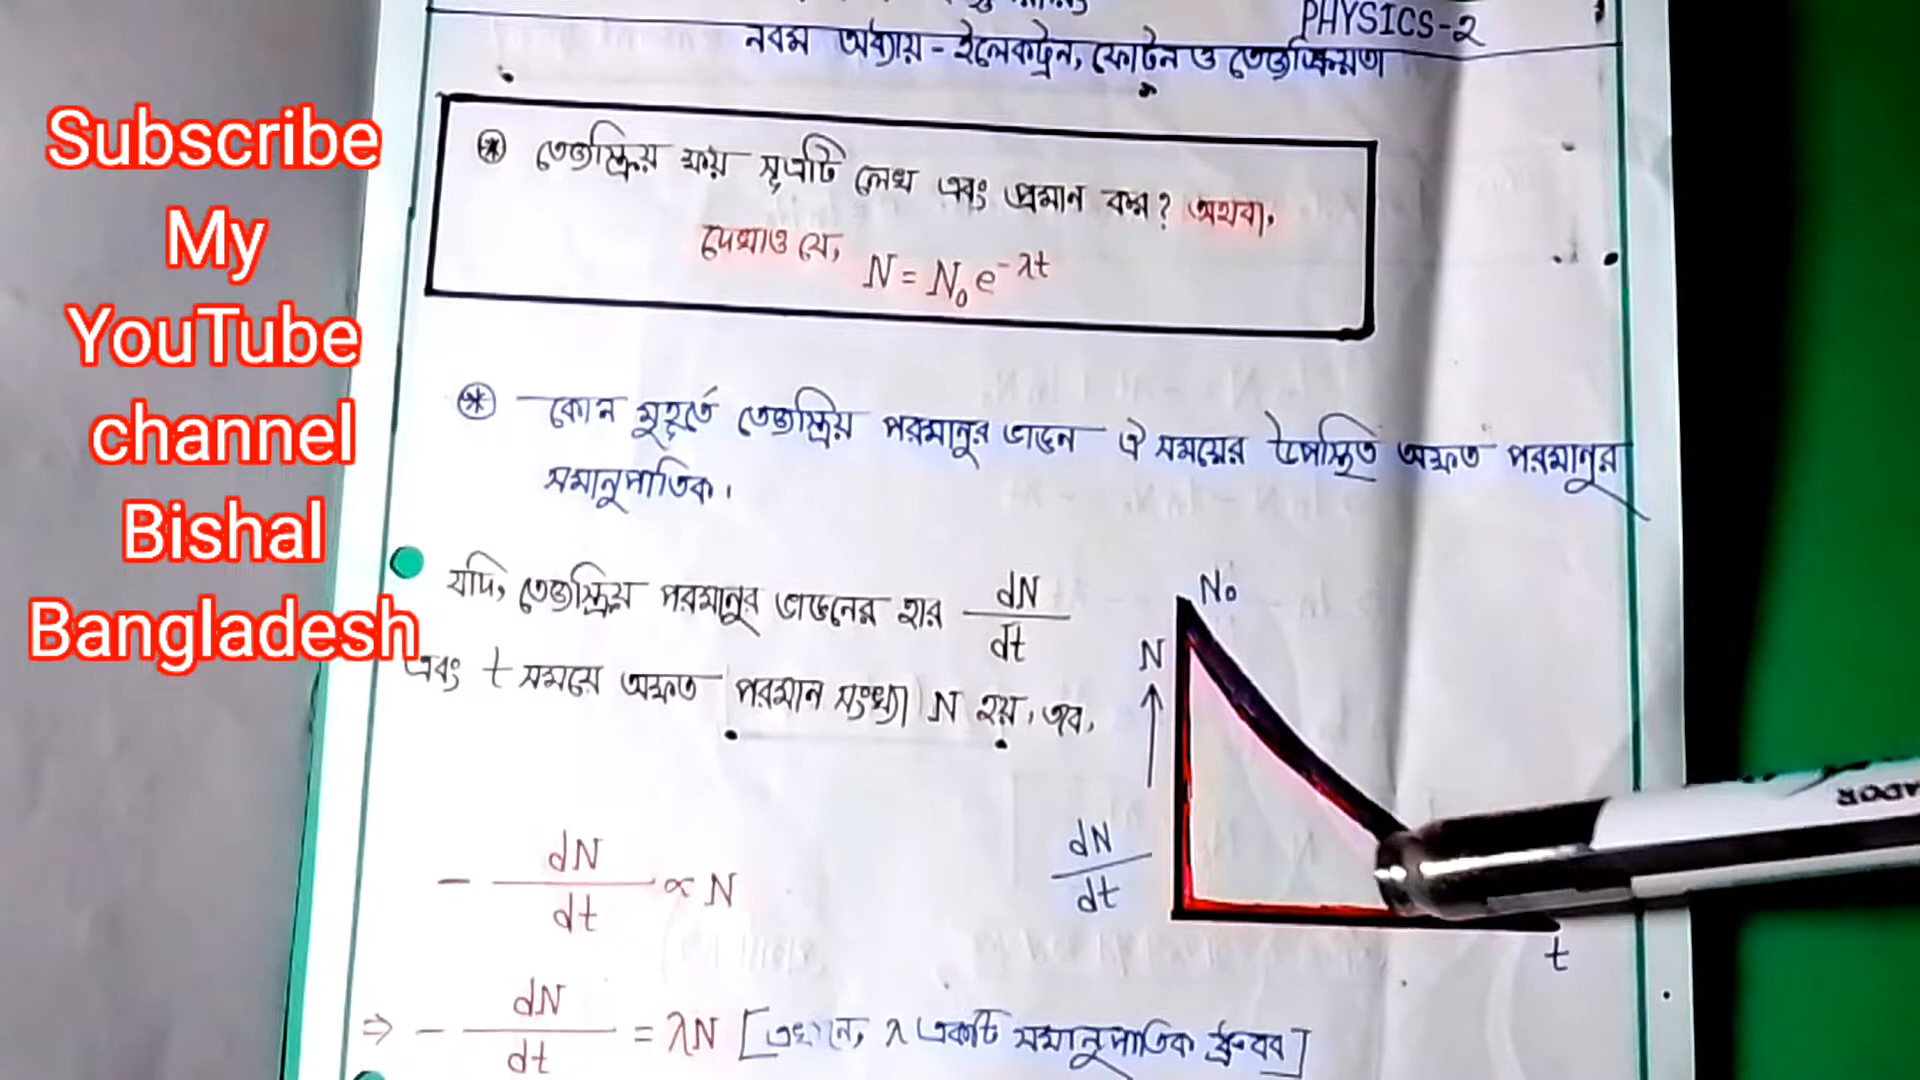 Subscribe
My
YouTube
channel
Bishal
Bangladesh
PHYSICS-2
নবম অধ্যায় - ইলেকট্রন, ফোটন ও তেজস্ক্রিয়তা
তেজস্ক্রিয় ক্ষয় সূত্রটি লেখ এবং প্রমান কর? অথবা,
দেখাও যে, N = N₀e^-λt
কোন মুহূর্তে তেজস্ক্রিয় পরমানুর ভাঙন ঐ সময়ের উপস্থিত অক্ষত পরমানুর
সমানুপাতিক।
যদি, তেজস্ক্রিয় পরমানুর ভাঙনের হার dN/dt
এবং t সময়ে অক্ষত পরমান সংখ্যা N হয়, তবে,
N₀
N
dN/dt
t
- dN/dt ∝ N
⇒ - dN/dt = λN [এখানে, λ একটি সমানুপাতিক ধ্রুবক]